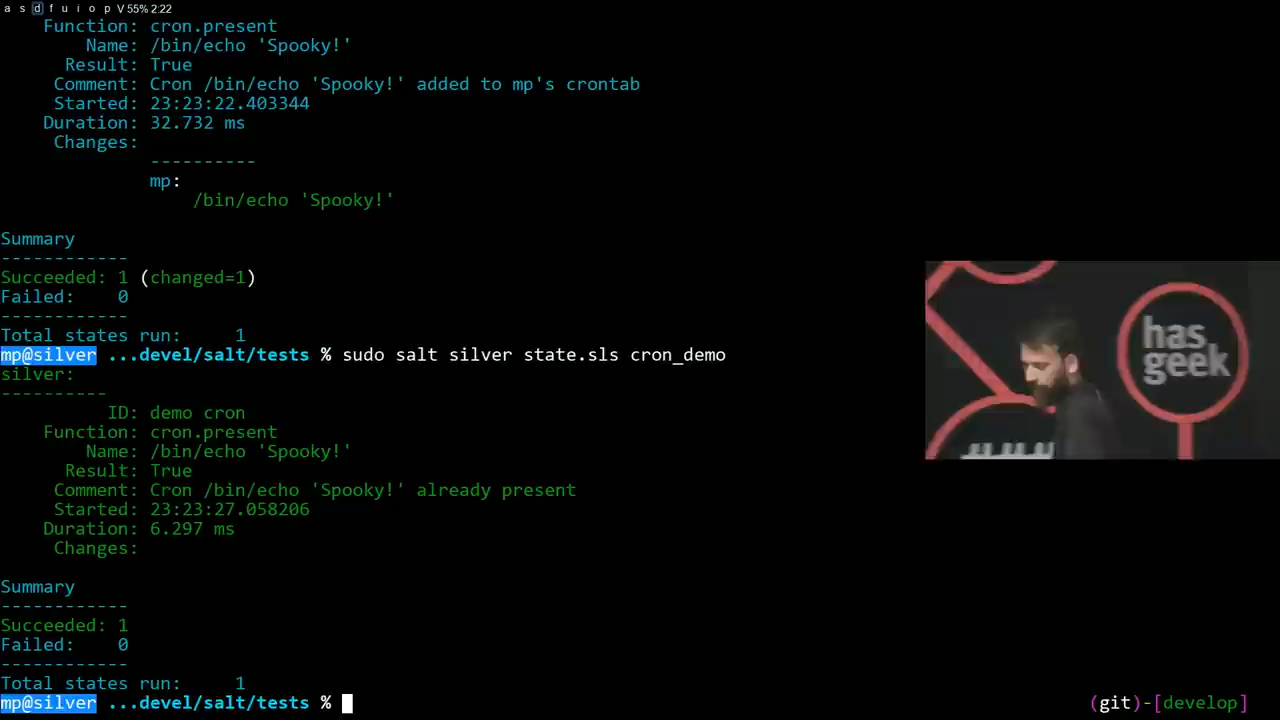 a s d f u i o p V 55% 2:22
Function: cron.present
Name: /bin/echo 'Spooky!'
Result: True
Comment: Cron /bin/echo 'Spooky!' added to mp's crontab
Started: 23:23:22.403344
Duration: 32.732 ms
Changes:
----------
mp:
/bin/echo 'Spooky!'
Summary
------------
Succeeded: 1 (changed=1)
Failed: 0
------------
Total states run: 1
mp@silver ...devel/salt/tests % sudo salt silver state.sls cron_demo
silver:
----------
ID: demo cron
Function: cron.present
Name: /bin/echo 'Spooky!'
Result: True
Comment: Cron /bin/echo 'Spooky!' already present
Started: 23:23:27.058206
Duration: 6.297 ms
Changes:
Summary
------------
Succeeded: 1
Failed: 0
------------
Total states run: 1
mp@silver ...devel/salt/tests % (git)-[develop]
has
geek